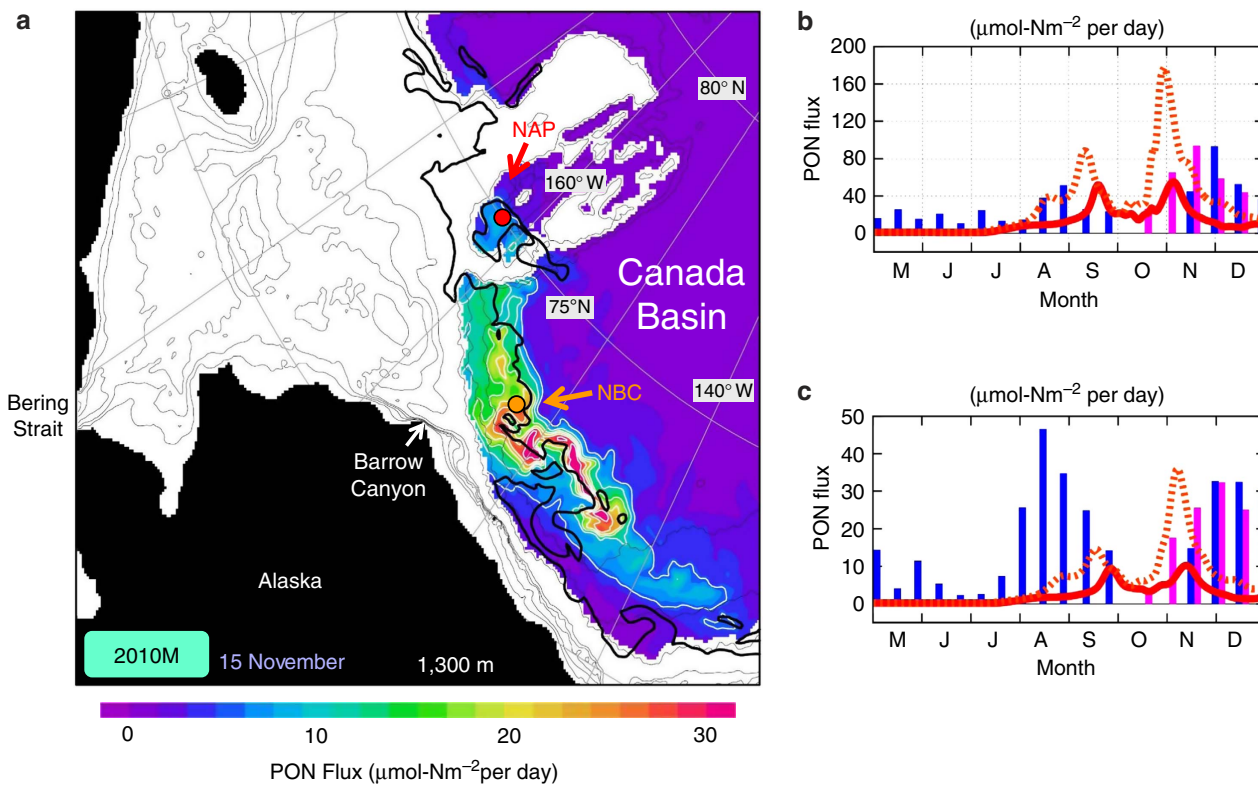 a
NAP
80° N
160° W
Canada
Basin
75°N
140° W
NBC
Bering
Strait
Barrow
Canyon
Alaska
2010M
15 November
1,300 m
0 10 20 30
PON Flux (μmol-Nm⁻²per day)
b
(μmol-Nm⁻² per day)
200
160
120
80
40
0
PON flux
M J J A S O N D
Month
c
(μmol-Nm⁻² per day)
50
40
30
20
10
0
PON flux
M J J A S O N D
Month